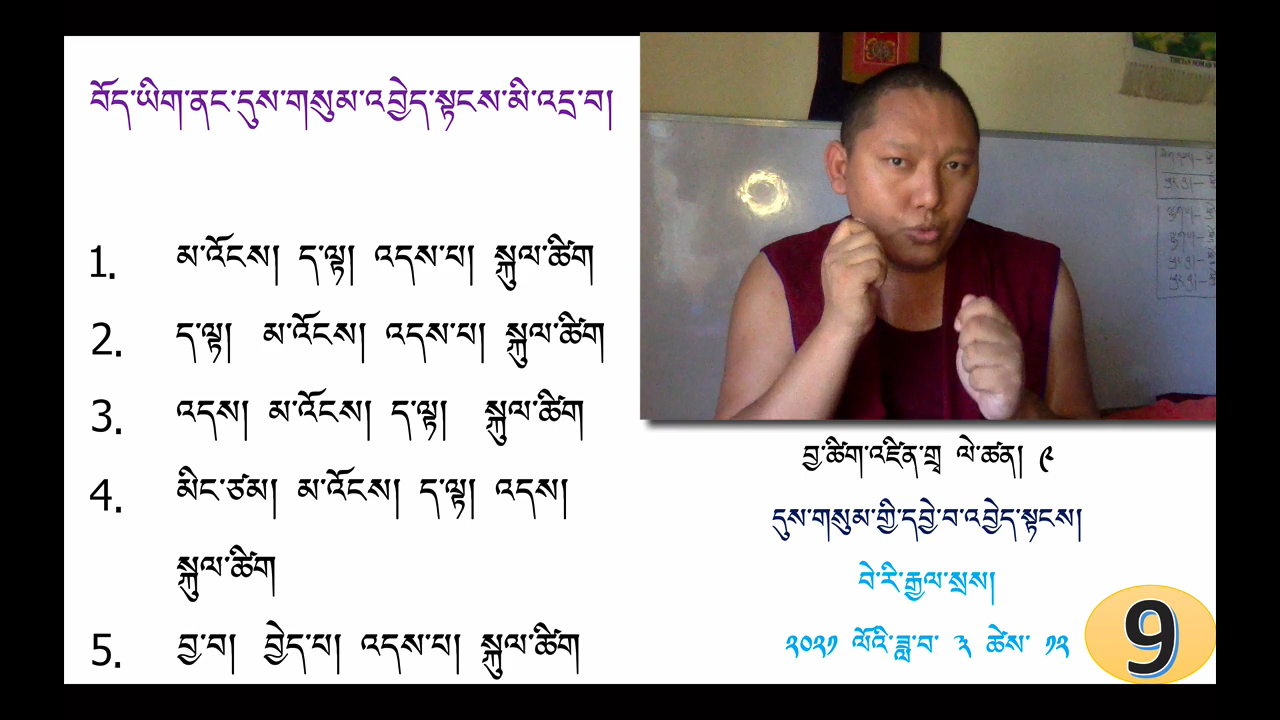 བོད་ཡིག་ནང་དུས་གསུམ་འབྱེད་སྟངས་མི་འདྲ་བ།
1. མ་འོངས། ད་ལྟ། འདས་པ། སྐུལ་ཚིག
2. ད་ལྟ། མ་འོངས། འདས་པ། སྐུལ་ཚིག
3. འདས། མ་འོངས། ད་ལྟ། སྐུལ་ཚིག
4. མིང་ཙམ། མ་འོངས། ད་ལྟ། འདས།
སྐུལ་ཚིག
5. བྱ་བ། བྱེད་པ། འདས་པ། སྐུལ་ཚིག
བྱ་ཚིག་འཛིན་གྲྭ ལེ་ཚན། ༩
དུས་གསུམ་གྱི་དབྱེ་བ་འབྱེད་སྟངས།
བེ་རི་རྒྱལ་སྲས།
༢༠༢༡ ལོའི་ཟླ་བ་ ༣ ཚེས་ ༡༢
9